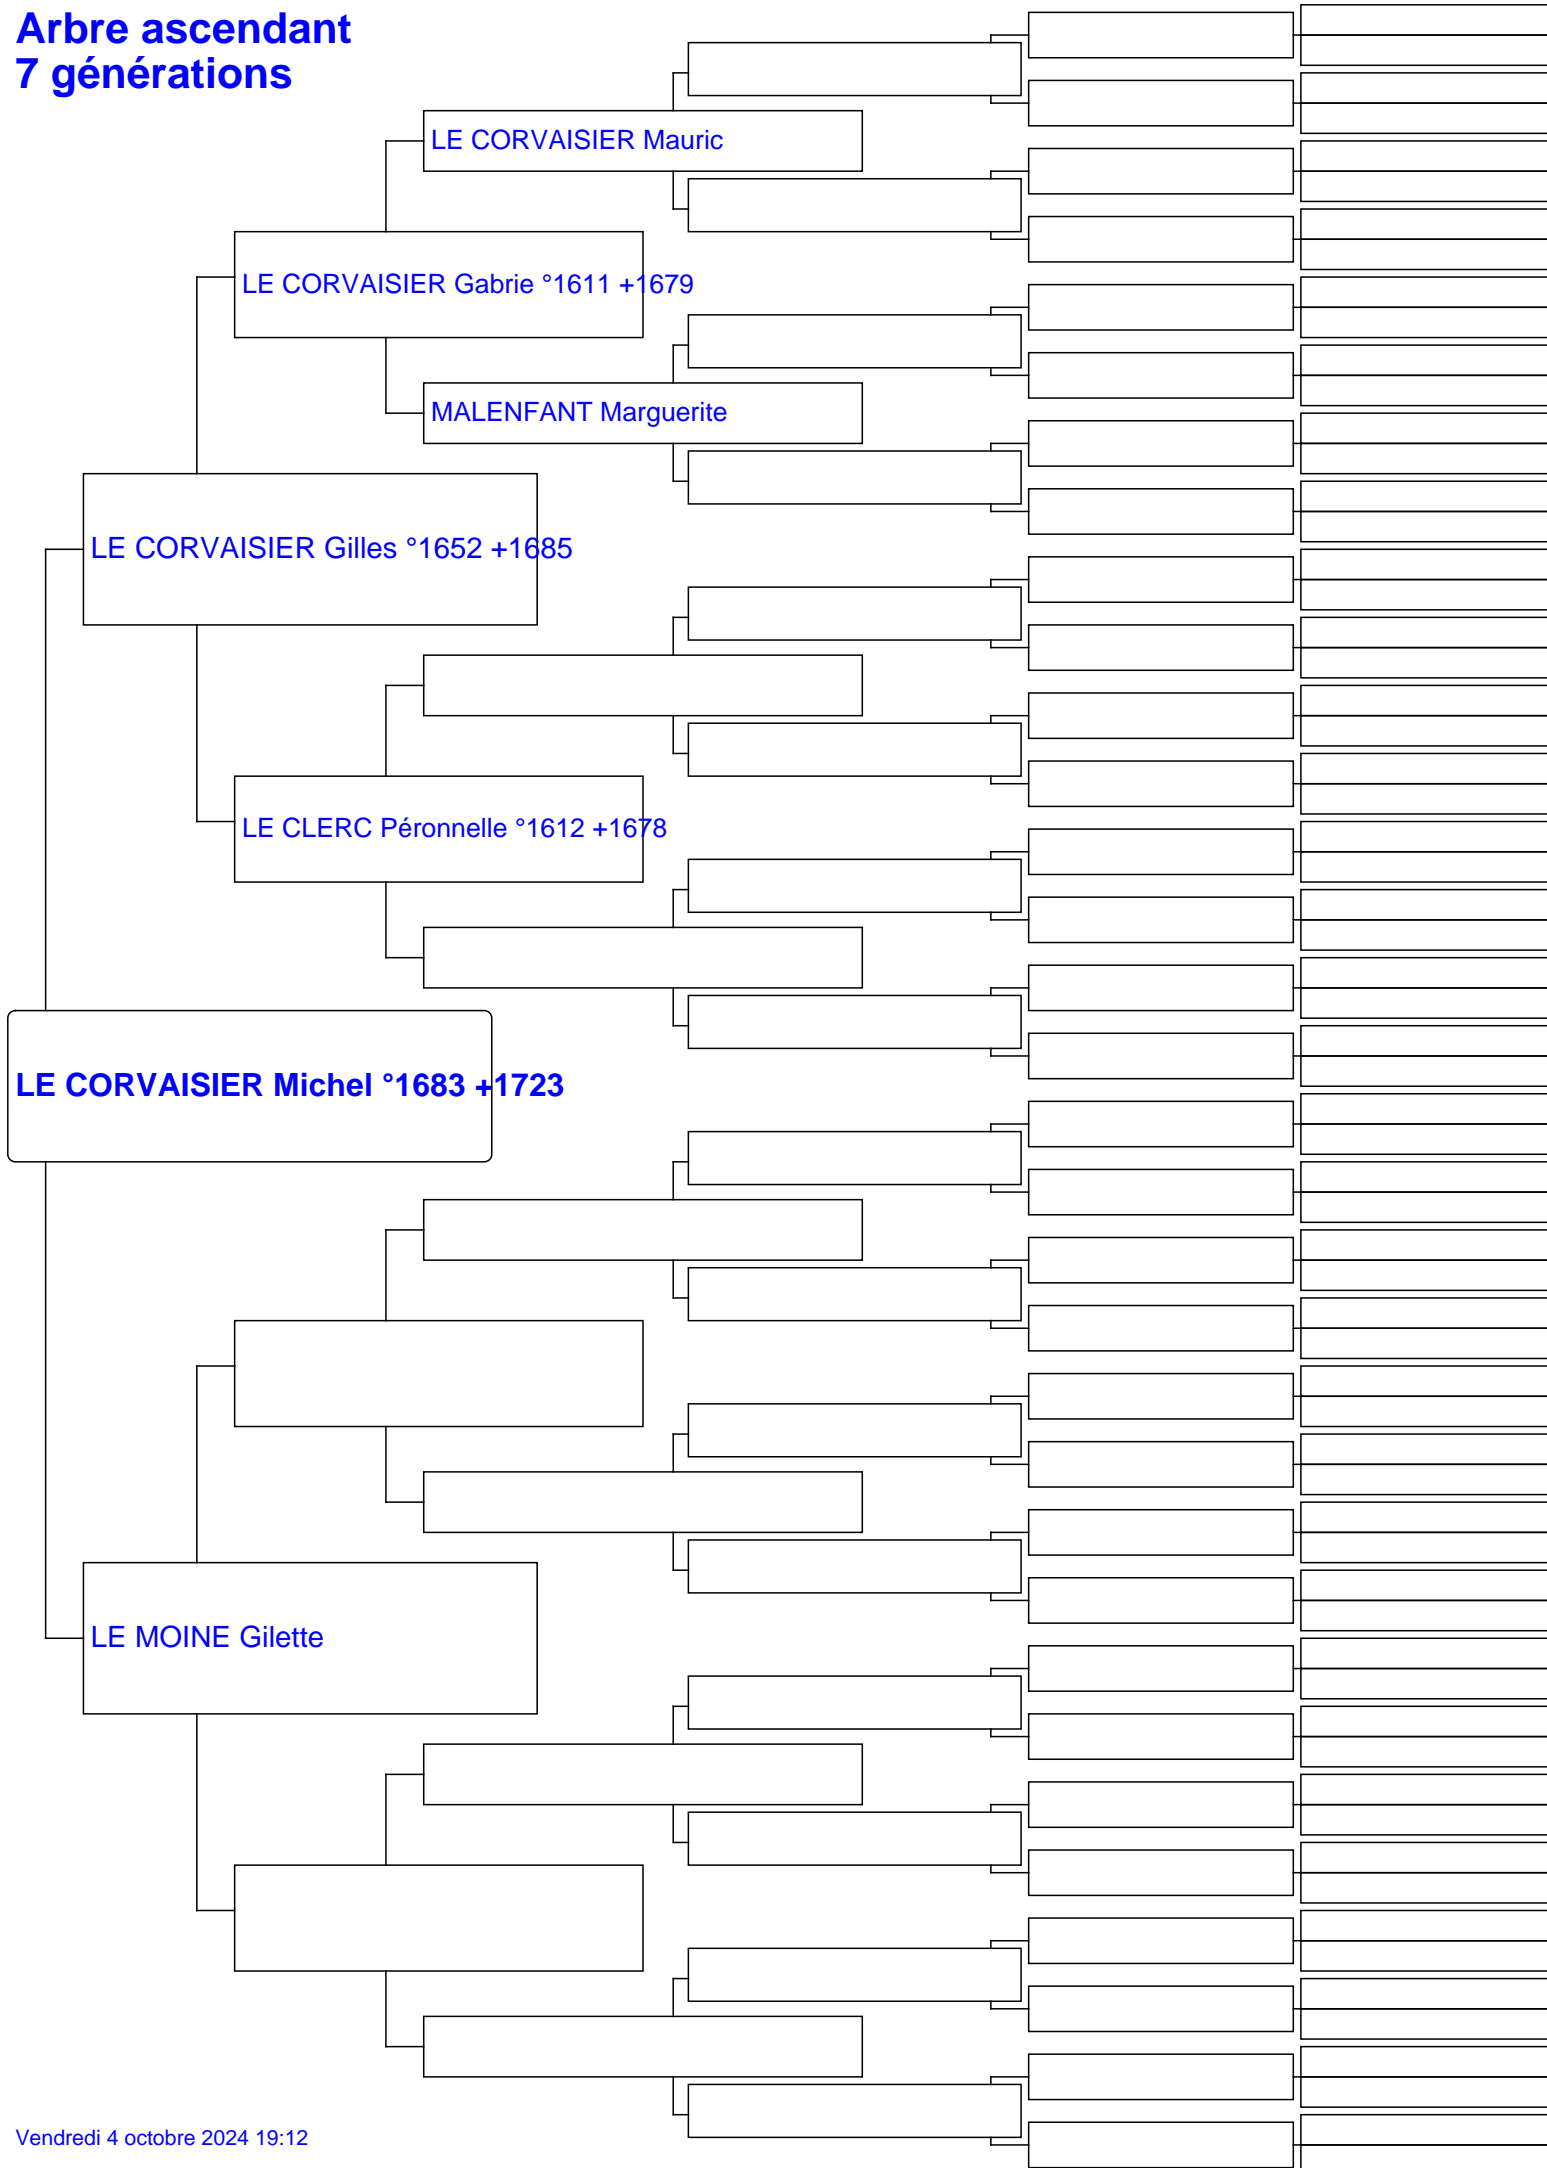 Arbre ascendant
7 générations
LE CORVAISIER Mauric
LE CORVAISIER Gabrie °1611 +1679
MALENFANT Marguerite
LE CORVAISIER Gilles °1652 +1685
LE CLERC Péronnelle °1612 +1678
LE CORVAISIER Michel °1683 +1723
LE MOINE Gilette
Vendredi 4 octobre 2024 19:12